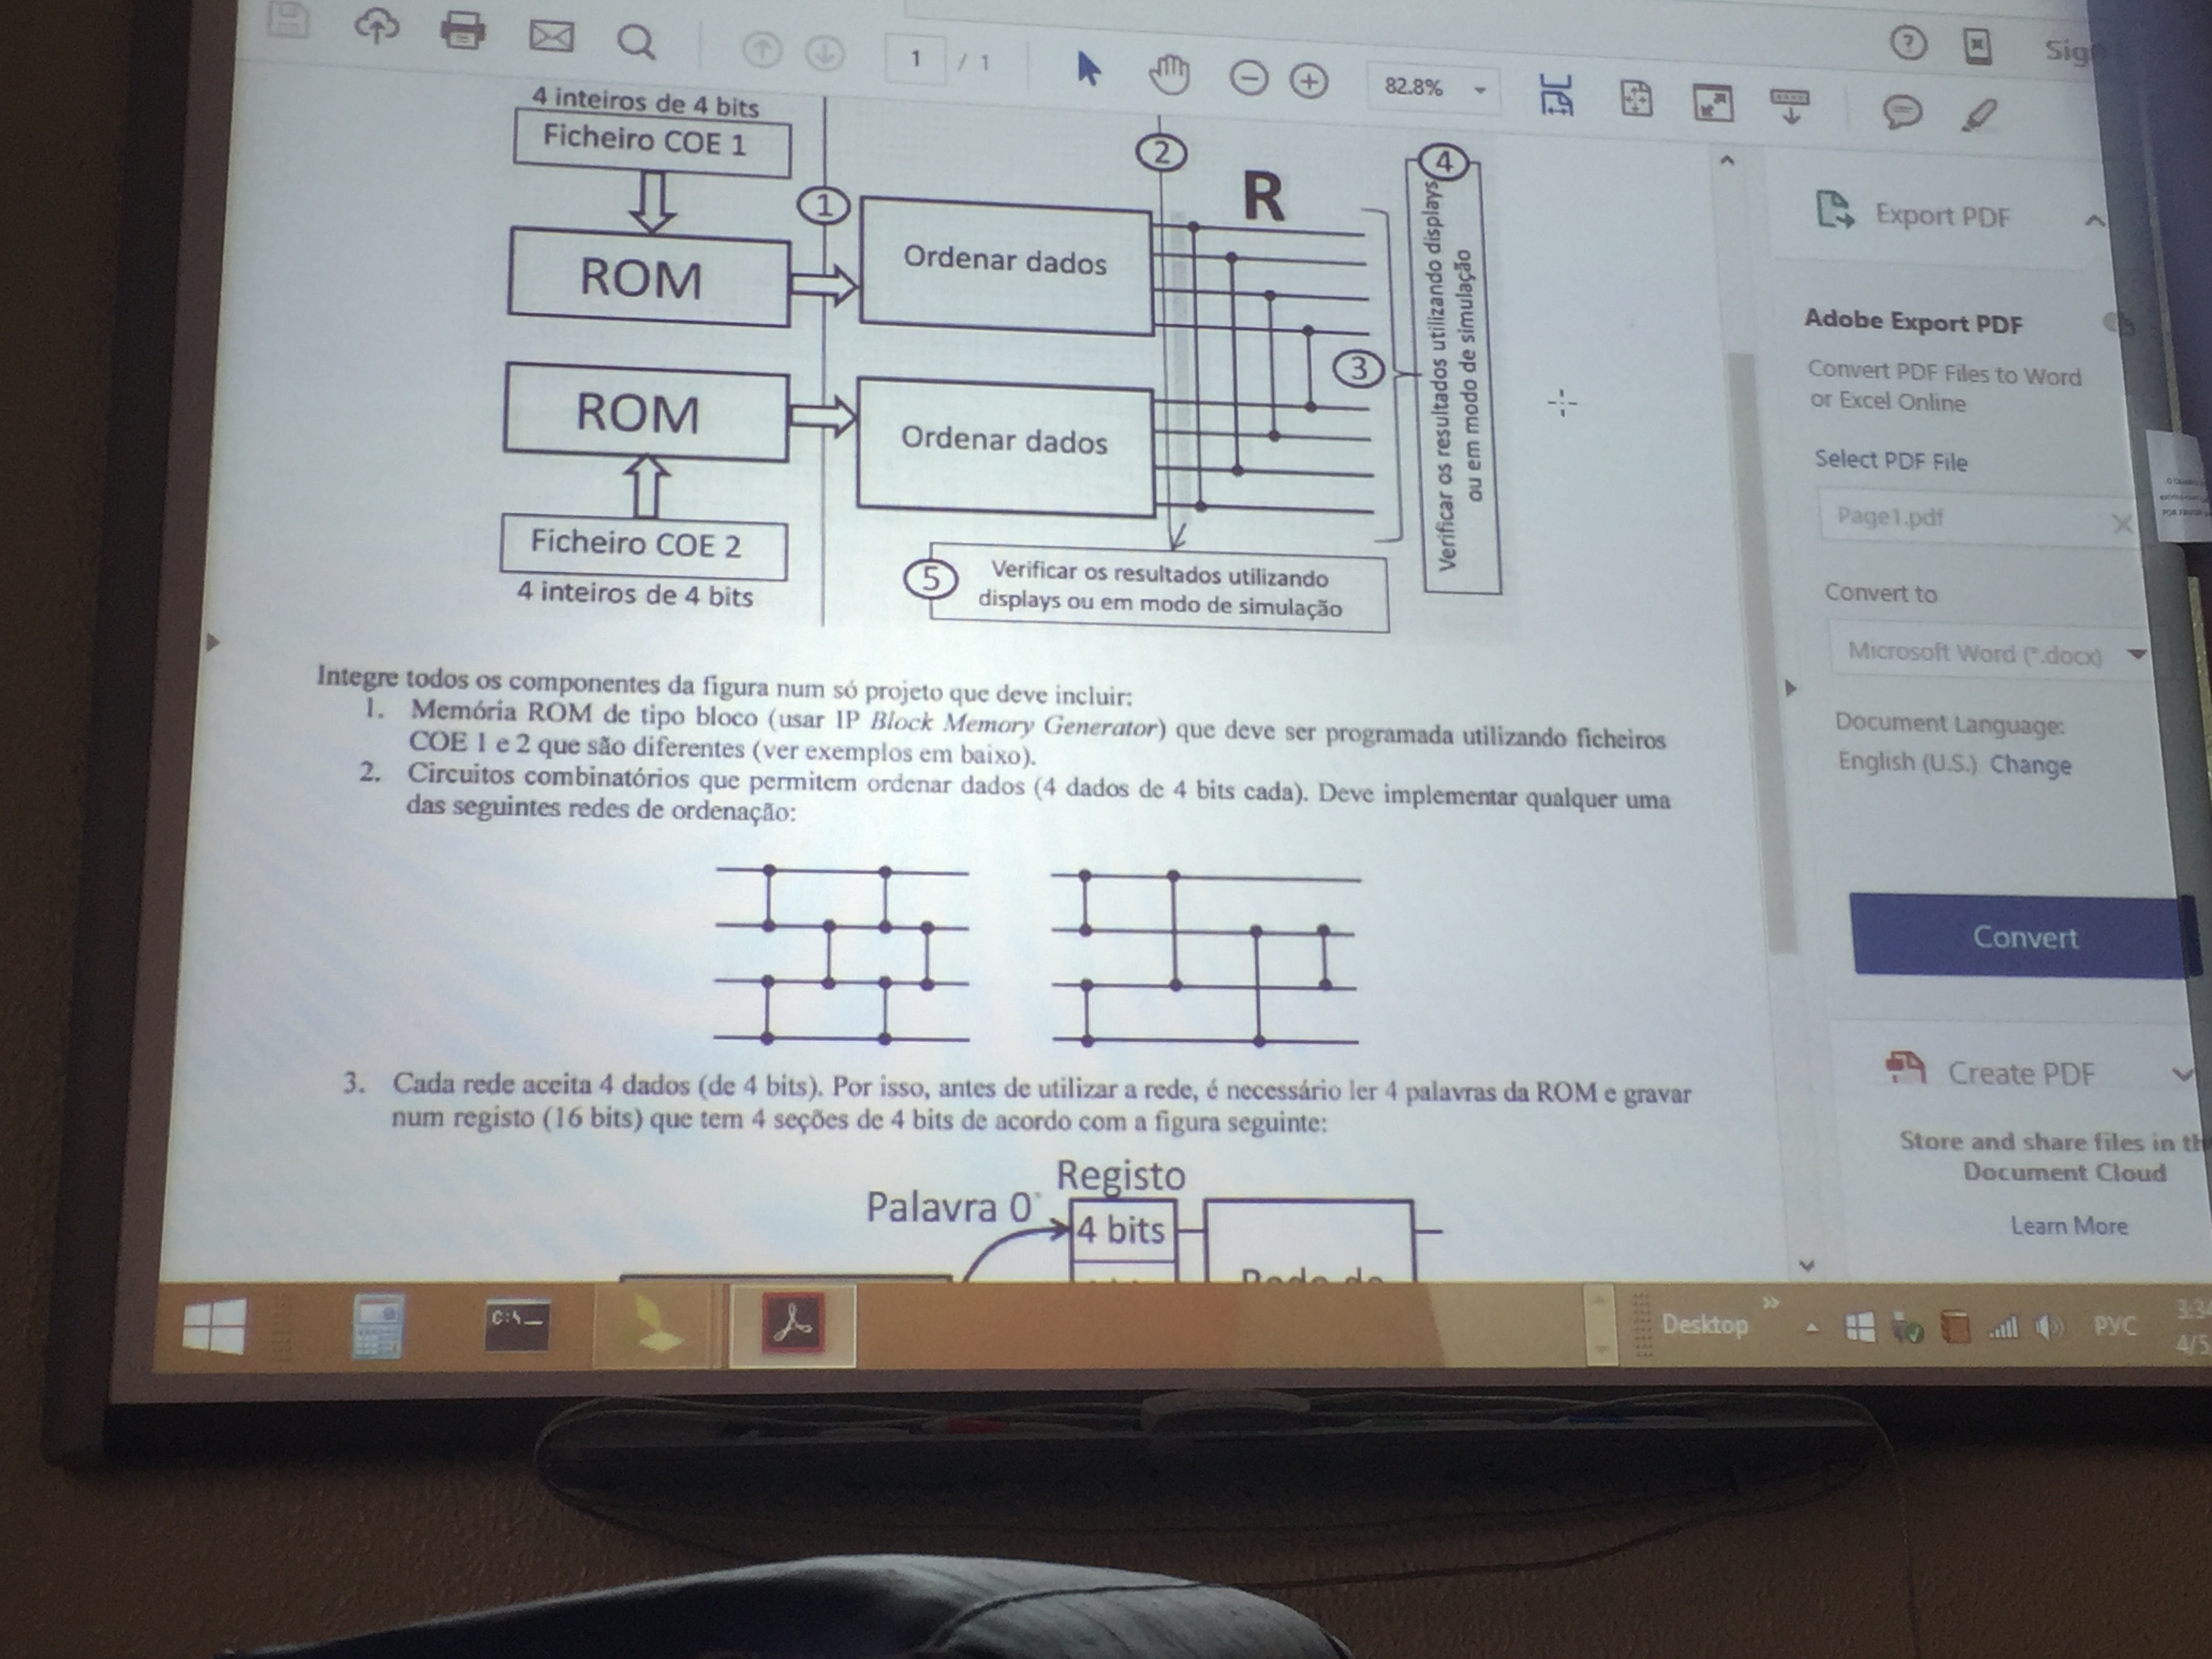 1 / 1
82.8%
Sig
4 inteiros de 4 bits
Ficheiro COE 1
ROM
1
Ordenar dados
2
R
3
4
Verificar os resultados utilizando displays
ou em modo de simulação
ROM
Ordenar dados
Ficheiro COE 2
4 inteiros de 4 bits
5
Verificar os resultados utilizando
displays ou em modo de simulação
Integre todos os componentes da figura num só projeto que deve incluir:
1. Memória ROM de tipo bloco (usar IP Block Memory Generator) que deve ser programada utilizando ficheiros
COE 1 e 2 que são diferentes (ver exemplos em baixo).
2. Circuitos combinatórios que permitem ordenar dados (4 dados de 4 bits cada). Deve implementar qualquer uma
das seguintes redes de ordenação:
3. Cada rede aceita 4 dados (de 4 bits). Por isso, antes de utilizar a rede, é necessário ler 4 palavras da ROM e gravar
num registo (16 bits) que tem 4 seções de 4 bits de acordo com a figura seguinte:
Registo
Palavra 0
4 bits
Export PDF
Adobe Export PDF
Convert PDF Files to Word
or Excel Online
Select PDF File
Page1.pdf
Convert to
Microsoft Word (*.docx)
Document Language:
English (U.S.) Change
Convert
Create PDF
Store and share files in th
Document Cloud
Learn More
C:\_
Desktop
РУС
4/5